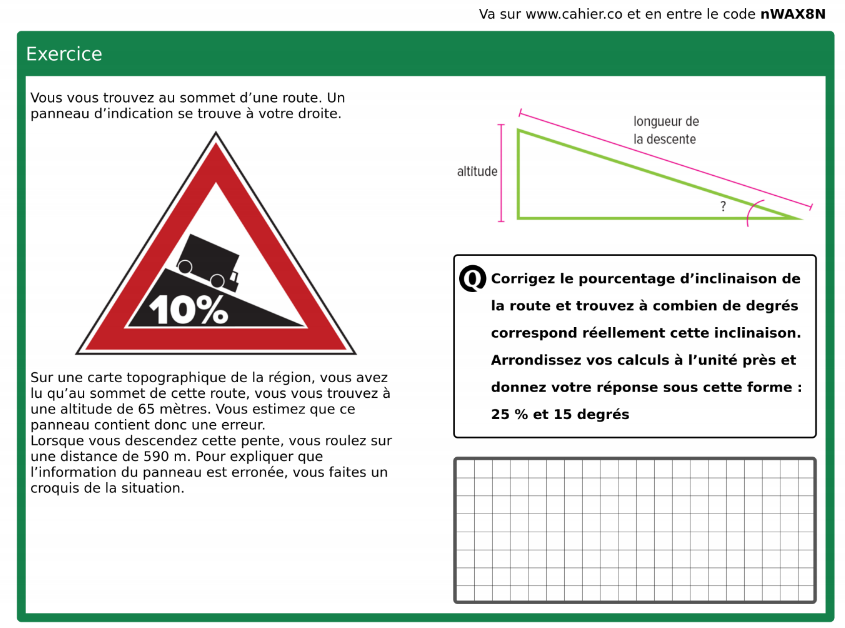 Va sur www.cahier.co et en entre le code nWAX8N
Exercice
Vous vous trouvez au sommet d’une route. Un
panneau d’indication se trouve à votre droite.
10%
Sur une carte topographique de la région, vous avez
lu qu’au sommet de cette route, vous vous trouvez à
une altitude de 65 mètres. Vous estimez que ce
panneau contient donc une erreur.
Lorsque vous descendez cette pente, vous roulez sur
une distance de 590 m. Pour expliquer que
l’information du panneau est erronée, vous faites un
croquis de la situation.
longueur de
la descente
altitude
?
Q Corrigez le pourcentage d’inclinaison de
la route et trouvez à combien de degrés
correspond réellement cette inclinaison.
Arrondissez vos calculs à l’unité près et
donnez votre réponse sous cette forme :
25 % et 15 degrés